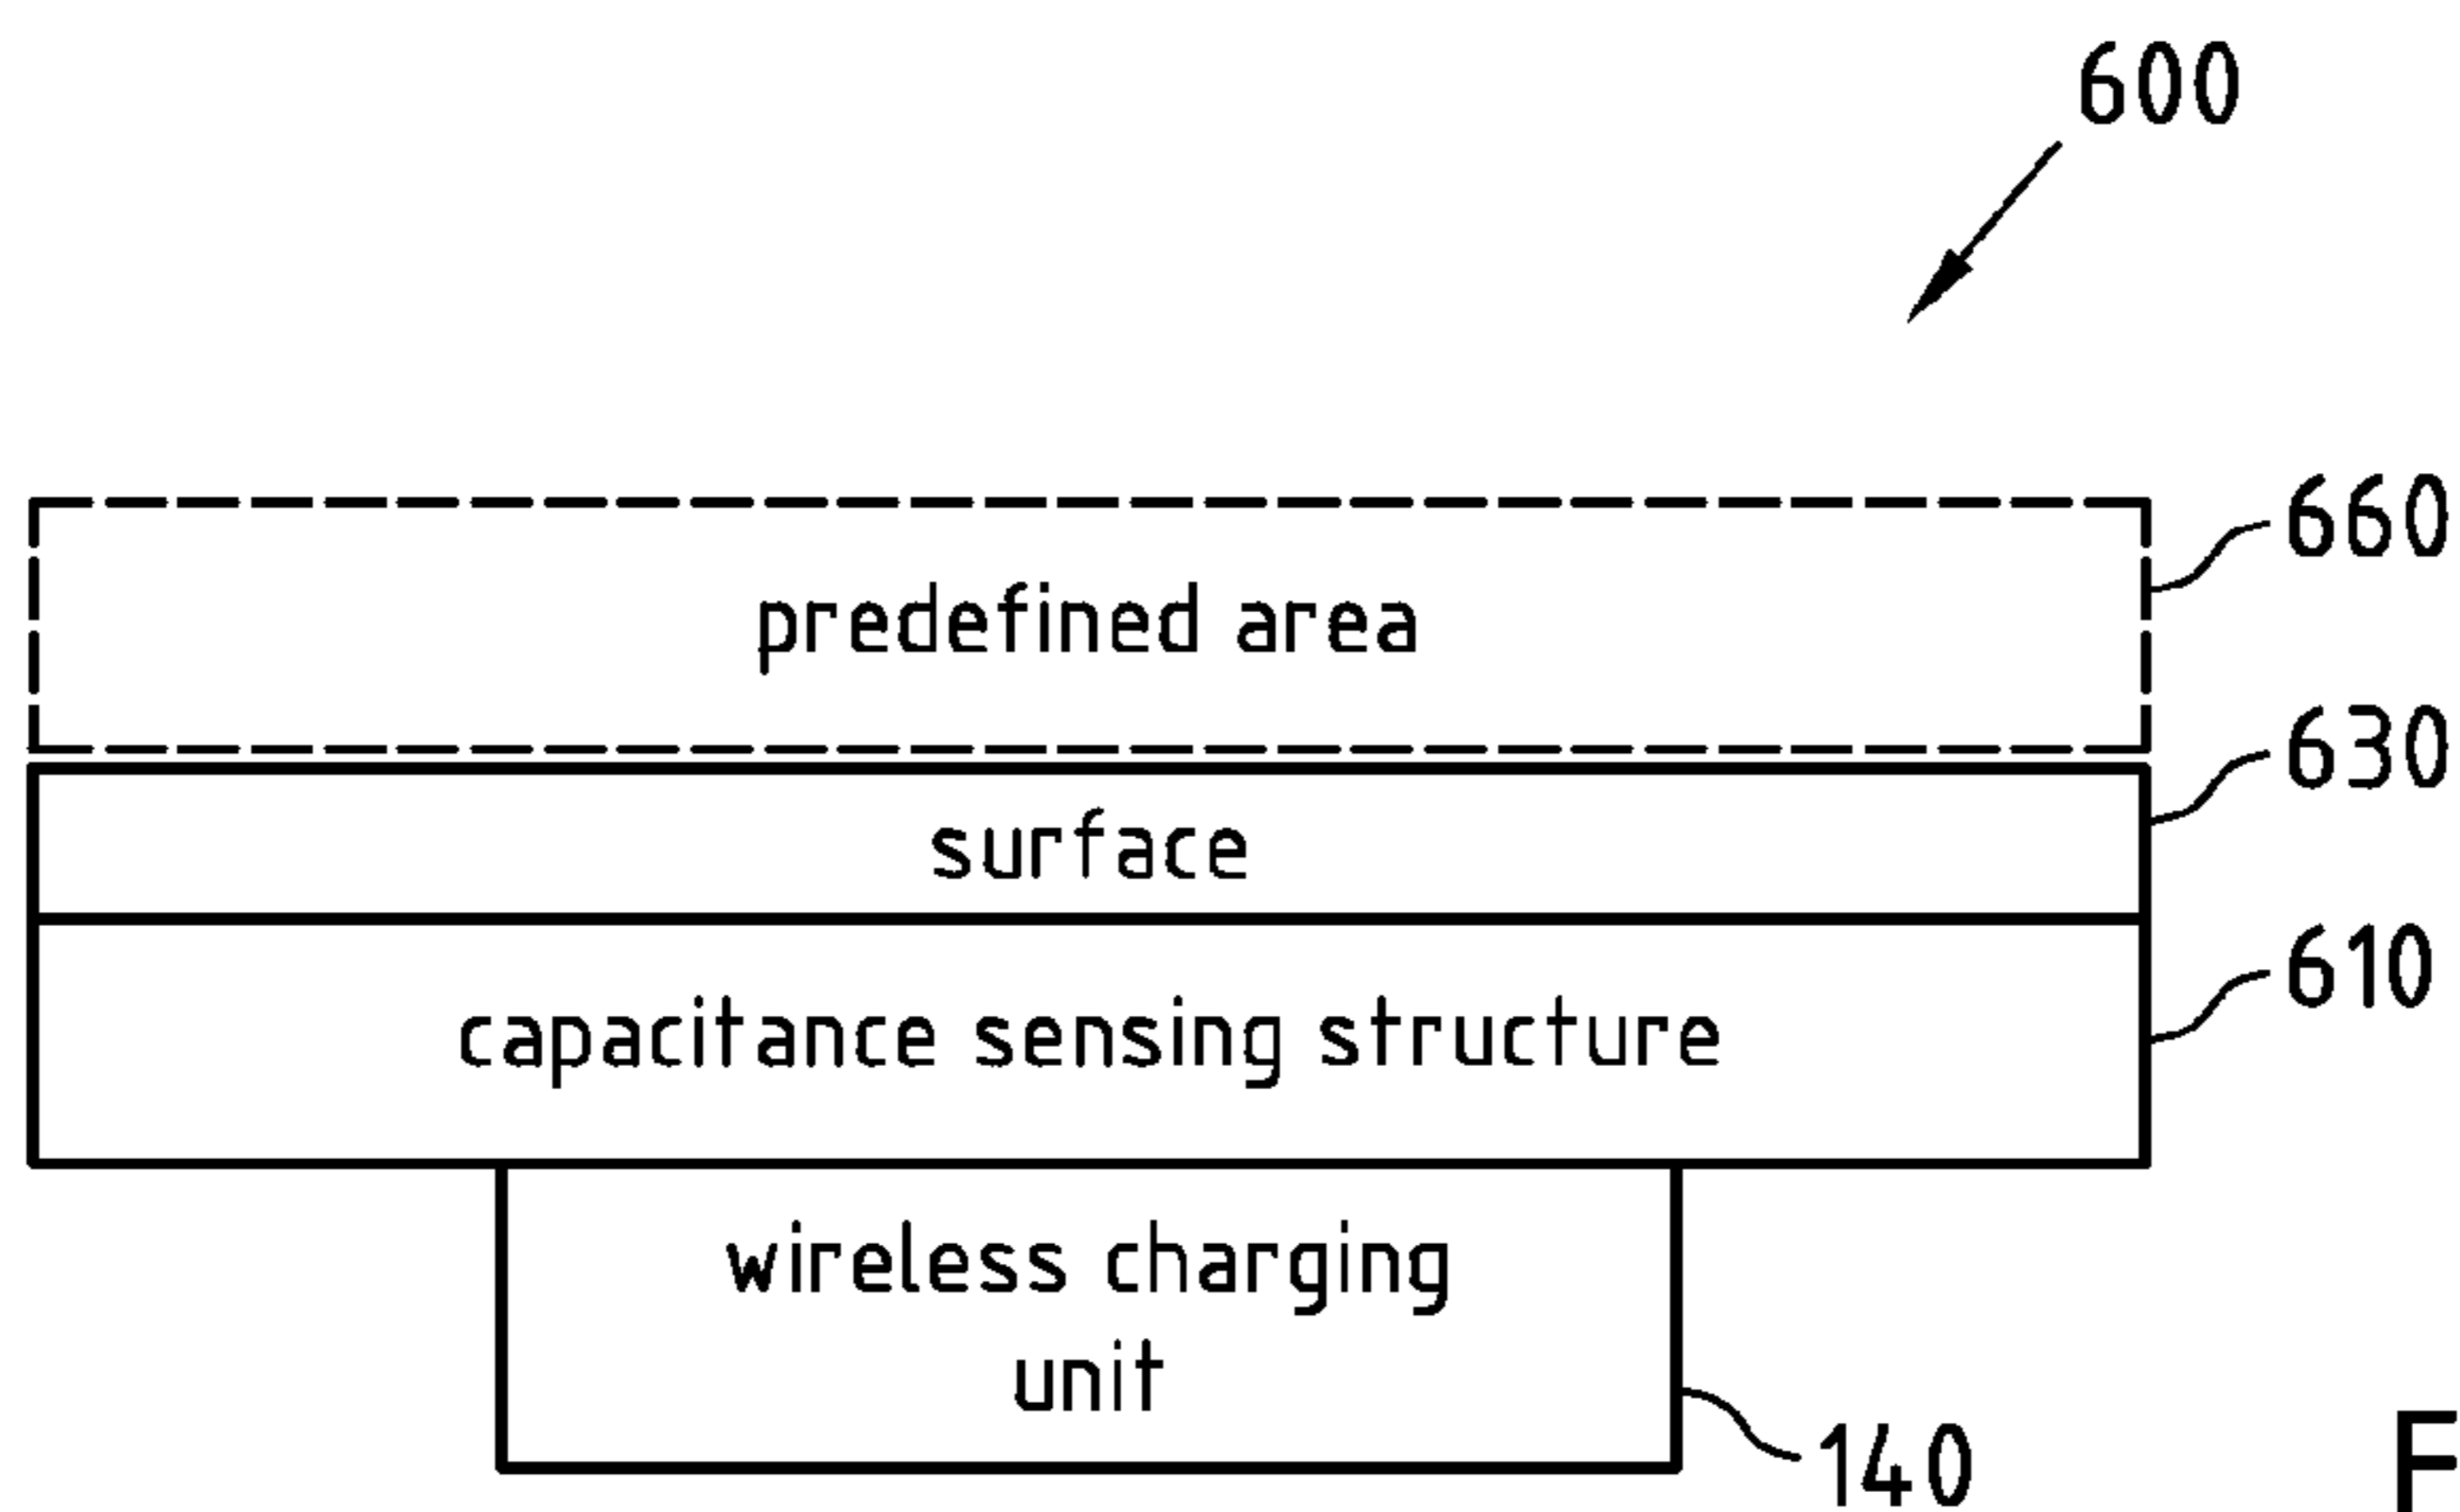 600
660
predefined area
630
surface
610
capacitance sensing structure
wireless charging
unit
140
F